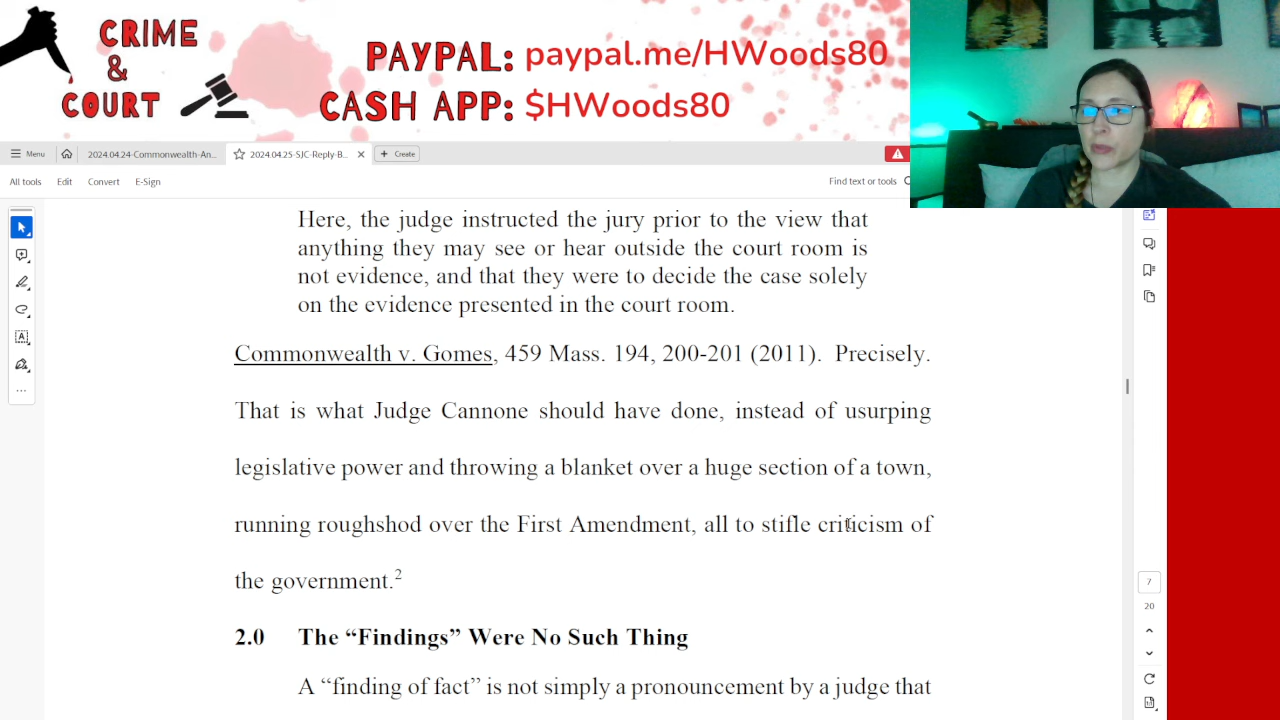 CRIME
&
COURT
PAYPAL: paypal.me/HWoods80
CASH APP: $HWoods80
Menu
2024.04.24-Commonwealth-An...
2024.04.25-SJC-Reply-B...
Create
All tools
Edit
Convert
E-Sign
Find text or tools
Here, the judge instructed the jury prior to the view that
anything they may see or hear outside the court room is
not evidence, and that they were to decide the case solely
on the evidence presented in the court room.
Commonwealth v. Gomes, 459 Mass. 194, 200-201 (2011). Precisely.
That is what Judge Cannone should have done, instead of usurping
legislative power and throwing a blanket over a huge section of a town,
running roughshod over the First Amendment, all to stifle criticism of
the government.2
2.0 The “Findings” Were No Such Thing
A “finding of fact” is not simply a pronouncement by a judge that
7
20